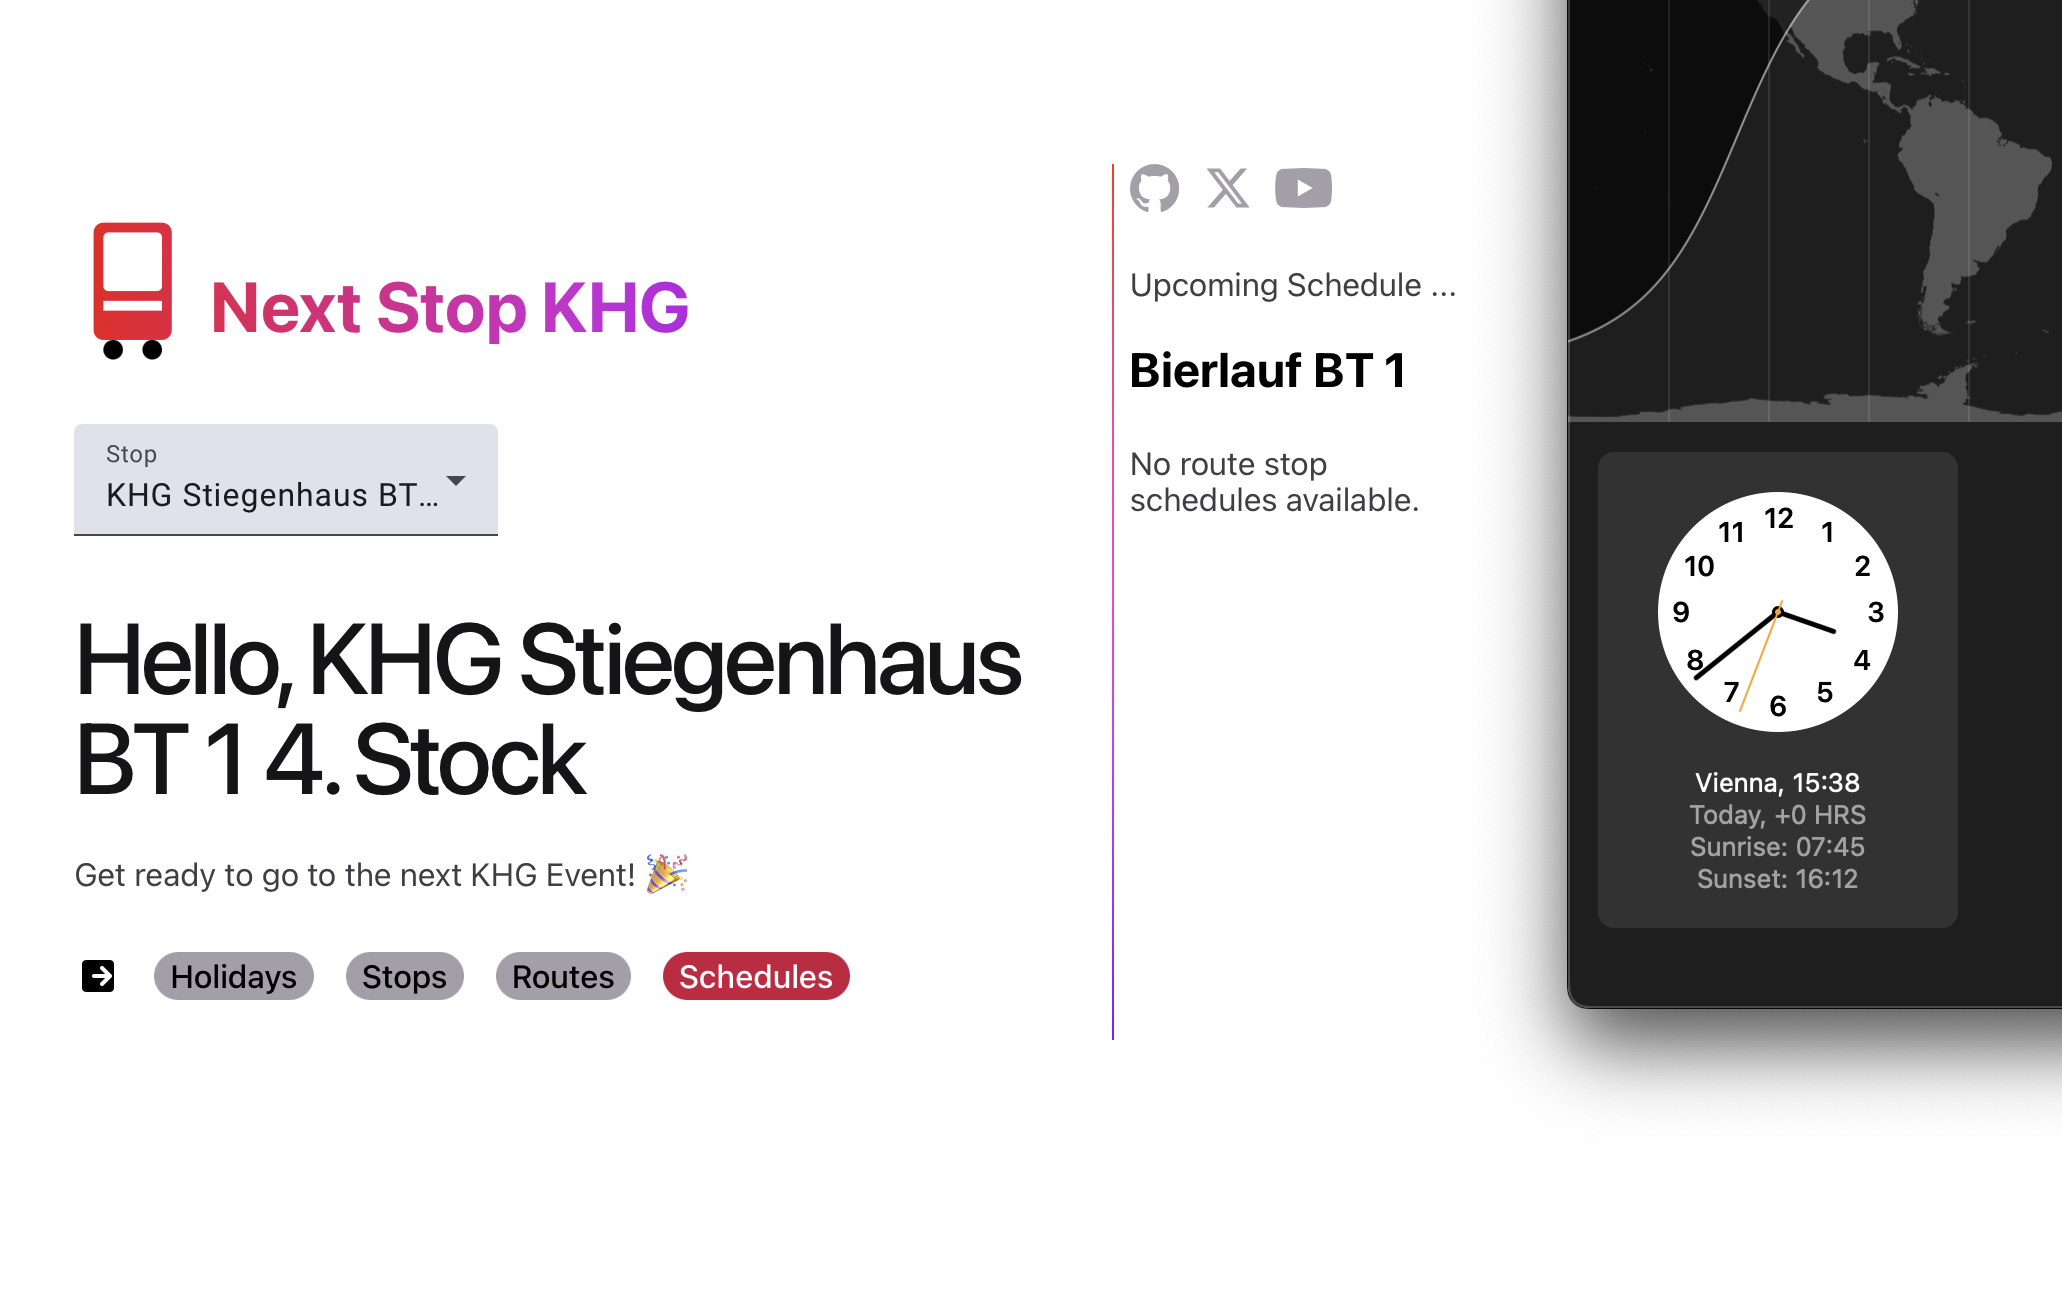 Next Stop KHG
Stop
KHG Stiegenhaus BT...
Hello, KHG Stiegenhaus
BT 1 4. Stock
Get ready to go to the next KHG Event! 🎉
Holidays Stops Routes Schedules
Upcoming Schedule ...
Bierlauf BT 1
No route stop
schedules available.
12
11 1
10 2
9 3
8 4
7 5
6
Vienna, 15:38
Today, +0 HRS
Sunrise: 07:45
Sunset: 16:12